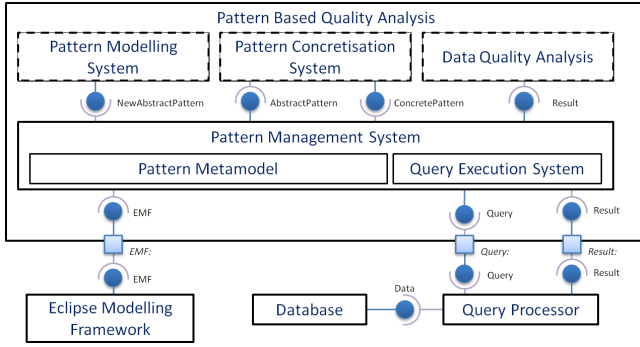 Pattern Based Quality Analysis
Pattern Modelling
System
Pattern Concretisation
System
Data Quality Analysis
NewAbstractPattern
AbstractPattern
ConcretePattern
Result
Pattern Management System
Pattern Metamodel
Query Execution System
EMF
Query
Result
EMF:
Query:
Result:
EMF
Query
Result
Data
Eclipse Modelling
Framework
Database
Query Processor